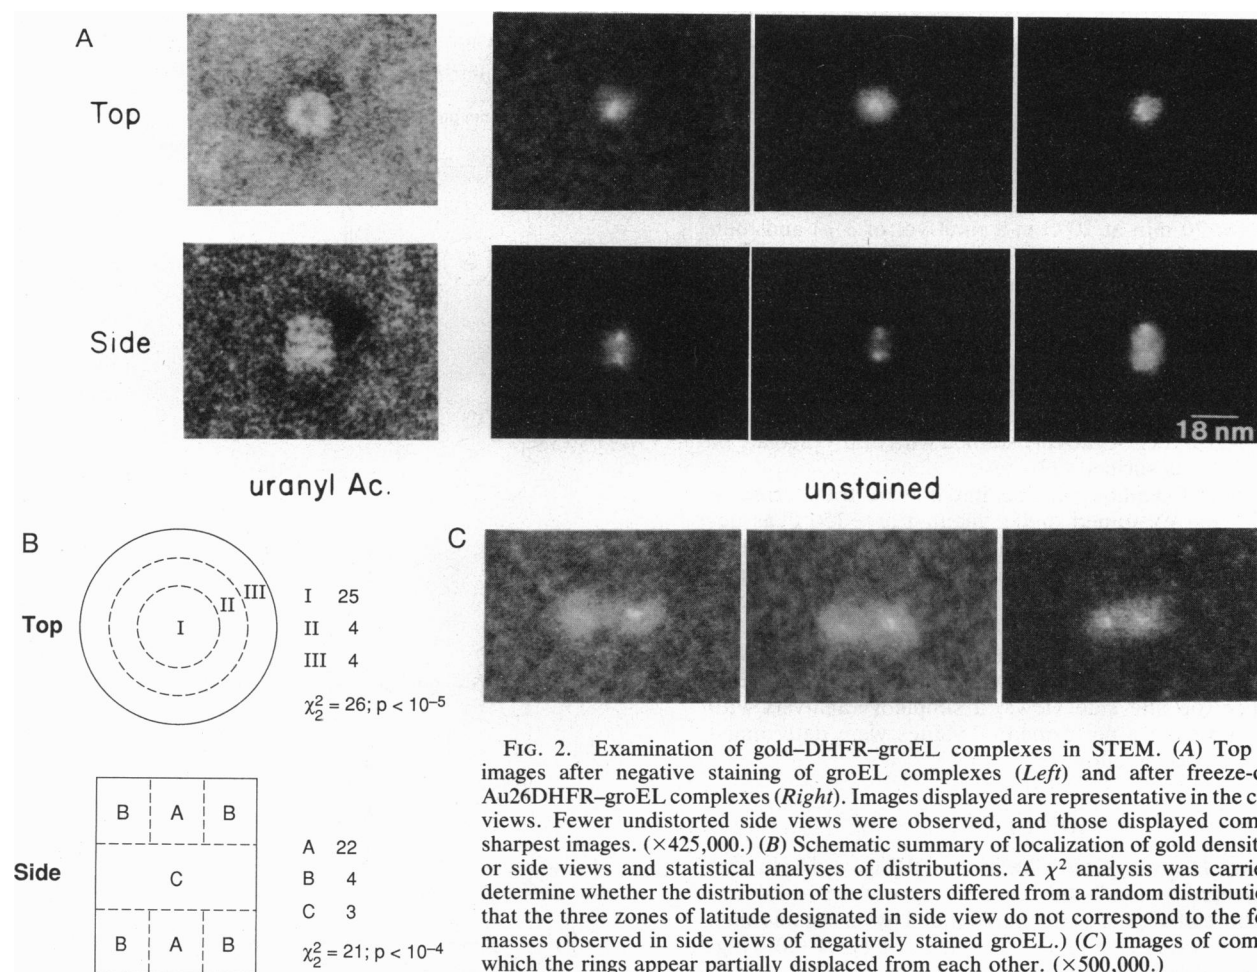 A
Top
Side
18 nm
uranyl Ac.
unstained
B
Top
I
II
III
I 25
II 4
III 4
χ²₂ = 26; p < 10⁻⁵
C
Side
B A B
C
B A B
A 22
B 4
C 3
χ²₂ = 21; p < 10⁻⁴
FIG. 2. Examination of gold–DHFR–groEL complexes in STEM. (A) Top
images after negative staining of groEL complexes (Left) and after
Au26DHFR–groEL complexes (Right). Images displayed are representative in the
views. Fewer undistorted side views were observed, and those displayed
sharpest images. (×425,000.) (B) Schematic summary of localization of gold
or side views and statistical analyses of distributions. A χ² analysis was
determine whether the distribution of the clusters differed from a random
that the three zones of latitude designated in side view do not correspond to the
masses observed in side views of negatively stained groEL.) (C) Images of
which the rings appear partially displaced from each other. (×500,000.)